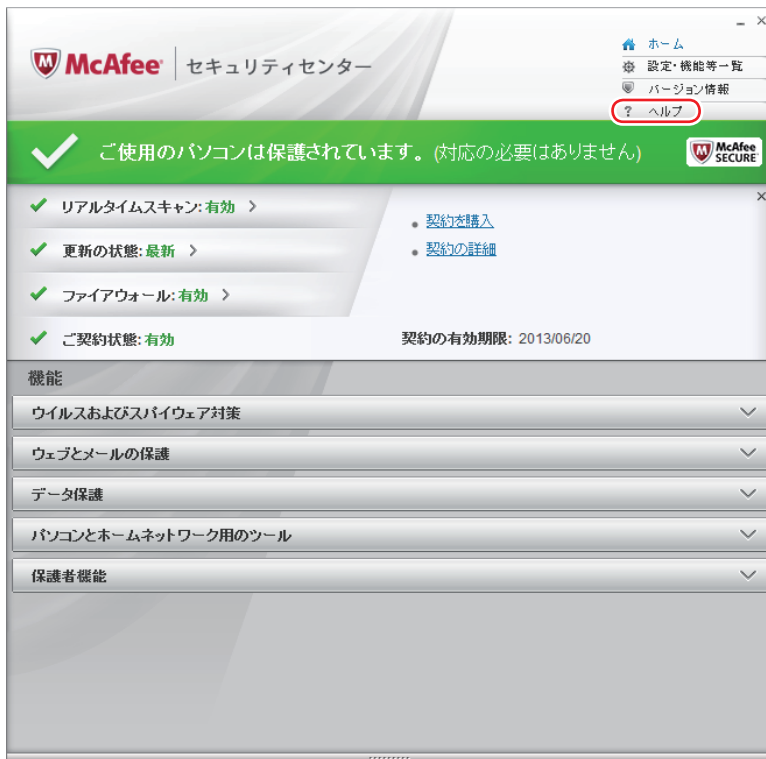 ホーム
McAfee セキュリティセンター
設定・機能等一覧
バージョン情報
? ヘルプ
ご使用のパソコンは保護されています。(対応の必要はありません)
McAfee SECURE
リアルタイムスキャン:有効
契約を購入
更新の状態:最新
契約の詳細
ファイアウォール:有効
ご契約状態:有効
契約の有効期限: 2013/06/20
機能
ウイルスおよびスパイウェア対策
ウェブとメールの保護
データ保護
パソコンとホームネットワーク用のツール
保護者機能